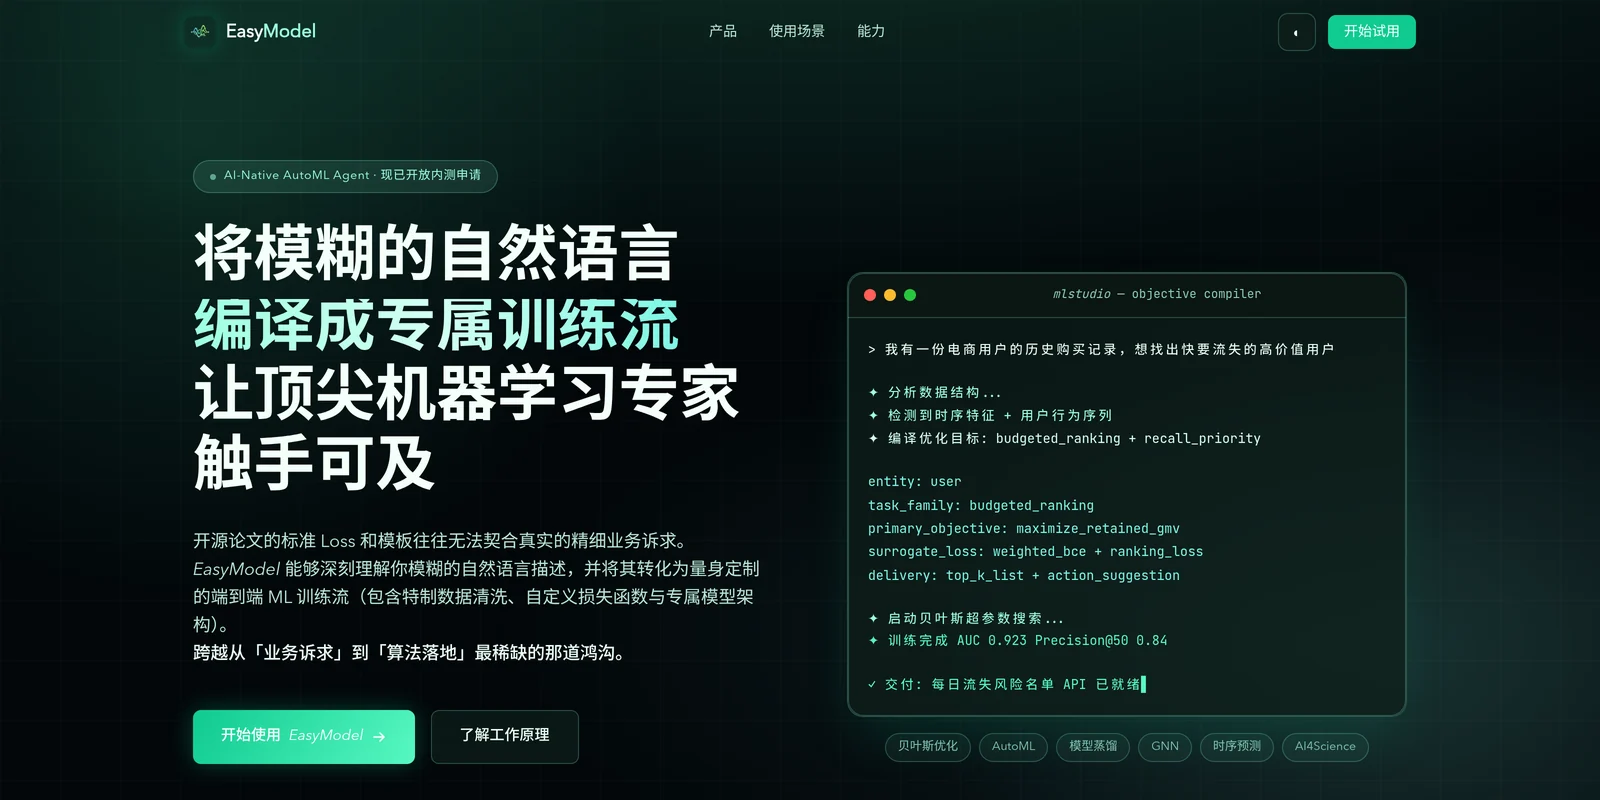 EasyModel
产品
使用场景
能力
开始试用
AI-Native AutoML Agent · 现已开放内测申请
将模糊的自然语言
编译成专属训练流
让顶尖机器学习专家
触手可及
开源论文的标准 Loss 和模板往往无法契合真实的精细业务诉求。
EasyModel 能够深刻理解你模糊的自然语言描述，并将其转化为量身定制
的端到端 ML 训练流（包含特制数据清洗、自定义损失函数与专属模型架
构）。
跨越从「业务诉求」到「算法落地」最稀缺的那道鸿沟。
开始使用 EasyModel →
了解工作原理
mlstudio — objective compiler
> 我有一份电商用户的历史购买记录，想找出快要流失的高价值用户
✦ 分析数据结构...
✦ 检测到时序特征 + 用户行为序列
✦ 编译优化目标: budgeted_ranking + recall_priority
entity: user
task_family: budgeted_ranking
primary_objective: maximize_retained_gmv
surrogate_loss: weighted_bce + ranking_loss
delivery: top_k_list + action_suggestion
✦ 启动贝叶斯超参数搜索...
✦ 训练完成 AUC 0.923 Precision@50 0.84
✓ 交付: 每日流失风险名单 API 已就绪
贝叶斯优化
AutoML
模型蒸馏
GNN
时序预测
AI4Science